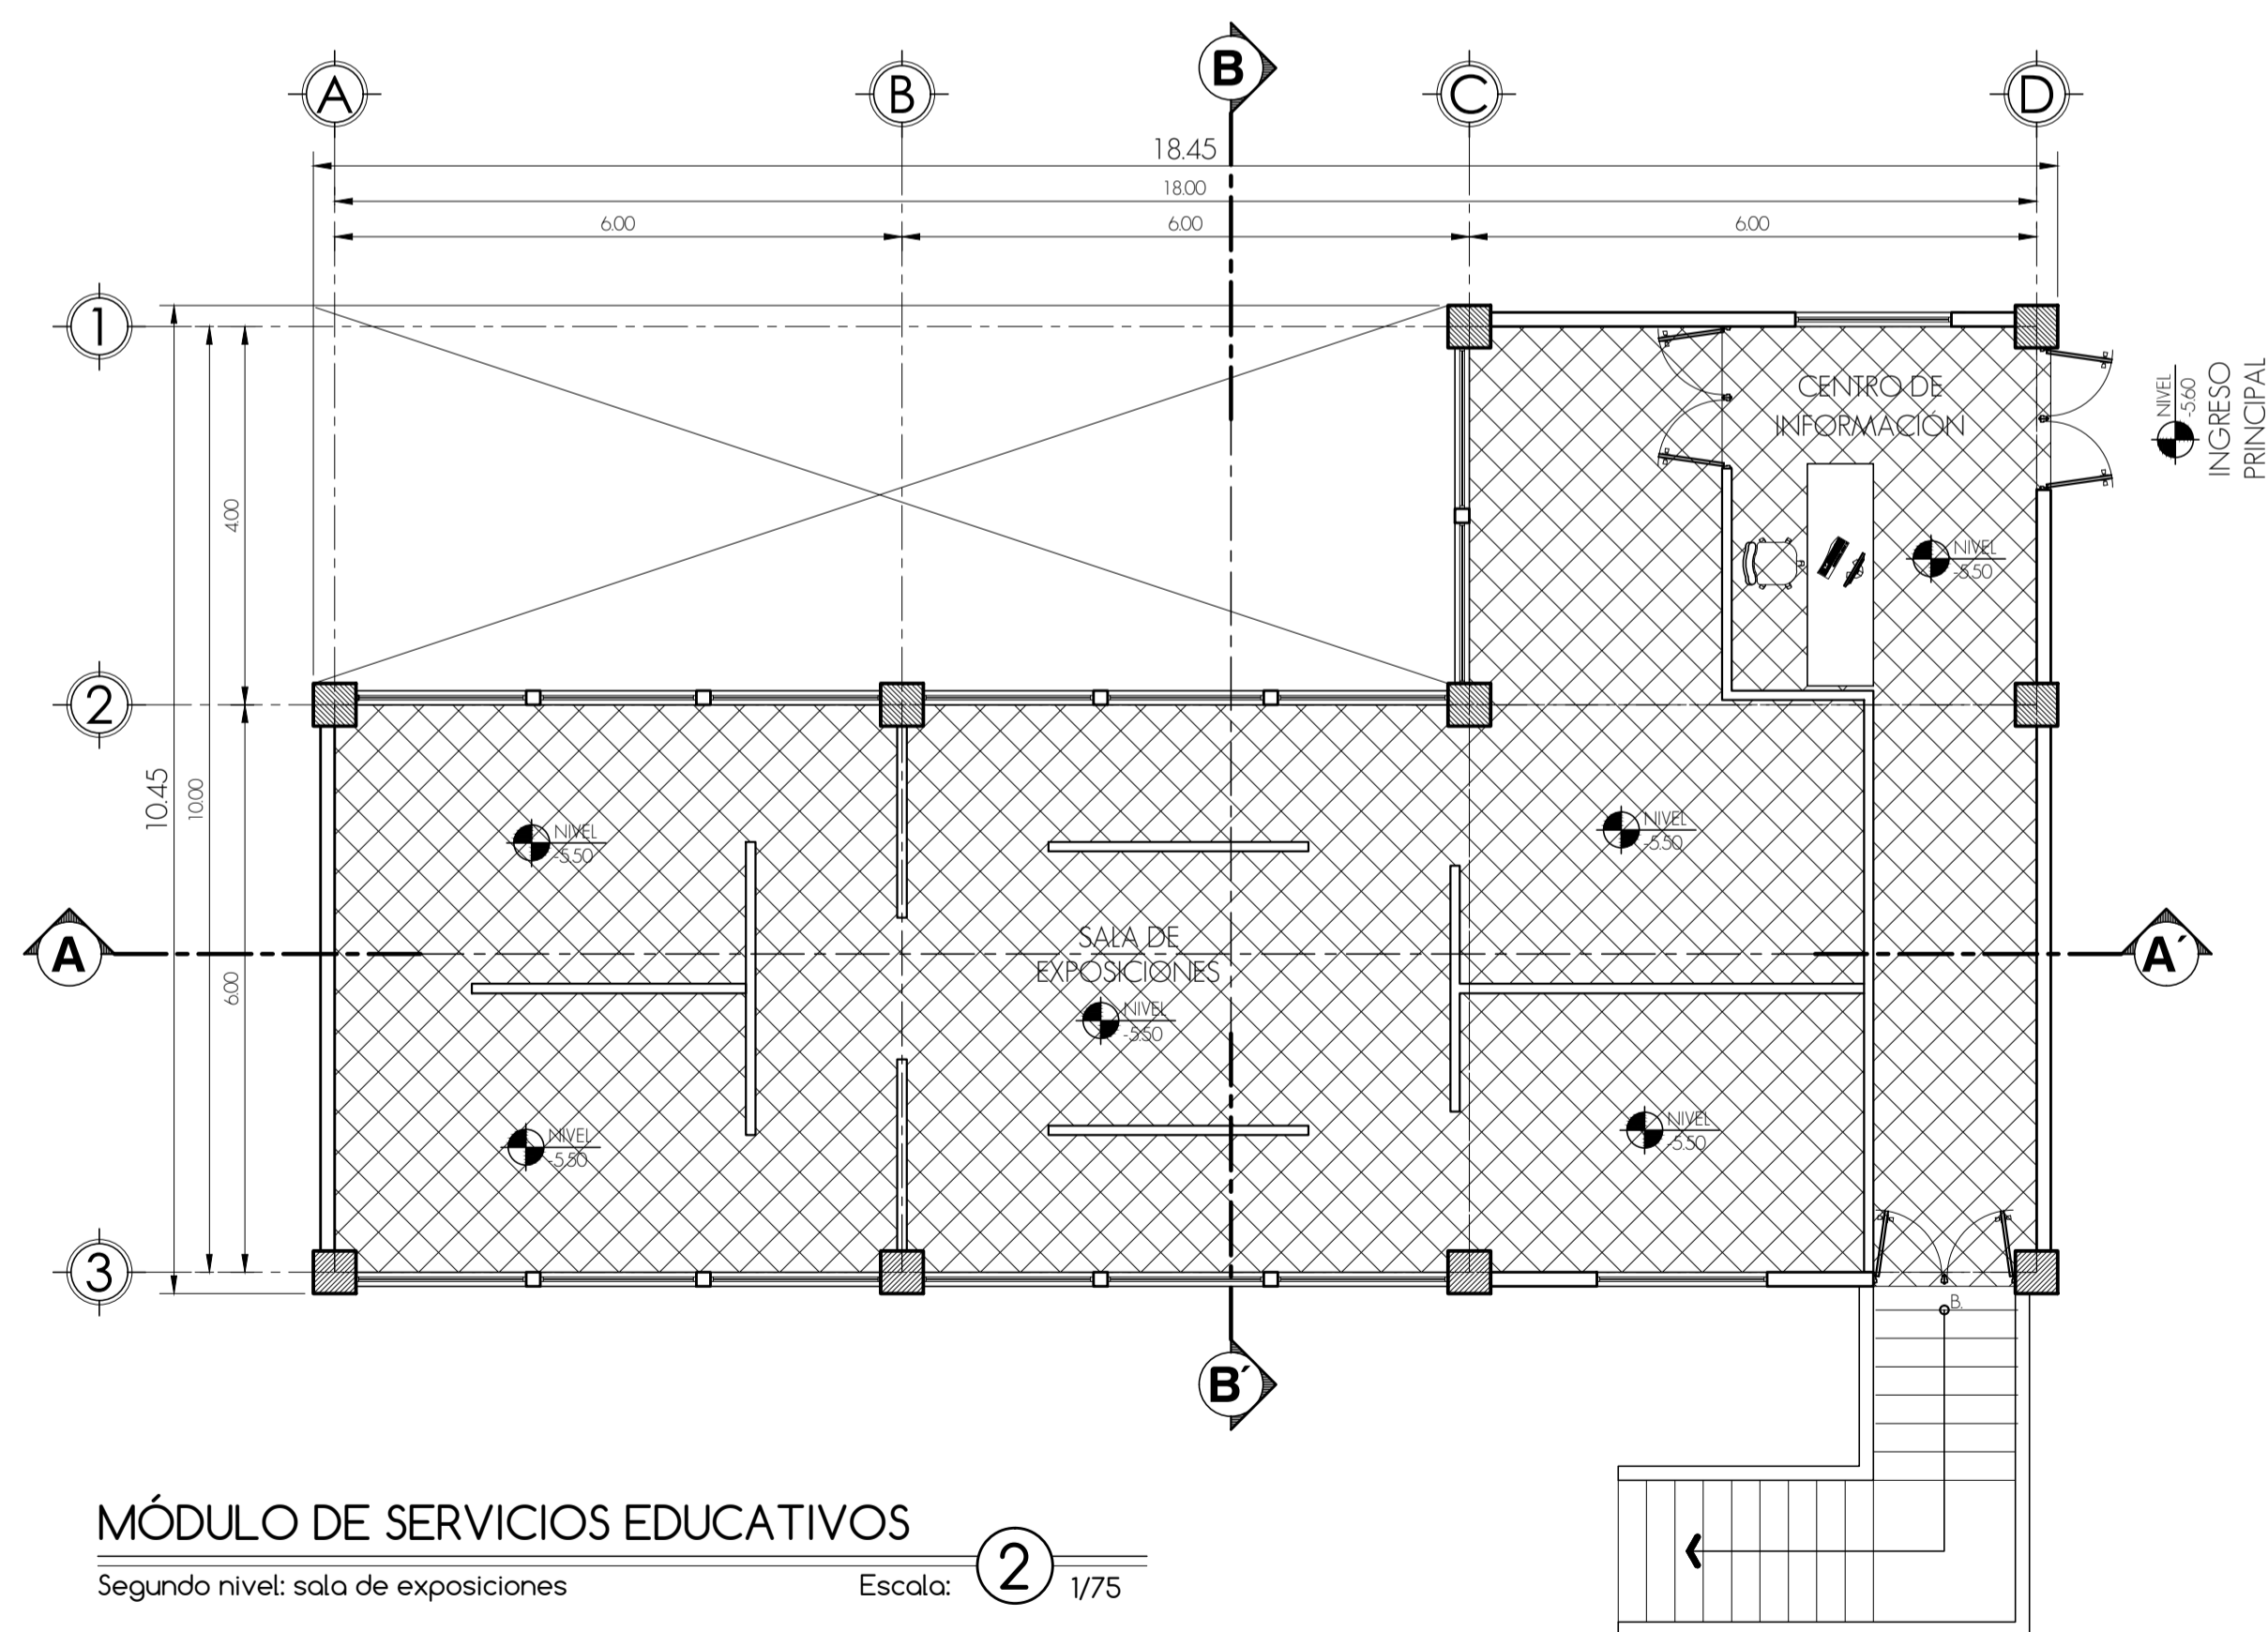 B
A
B
C
D
18.45
18.00
6.00
6.00
6.00
1
CENTRO DE
INFORMACIÓN
NIVEL
-5.60
INGRESO
PRINCIPAL
4.00
NIVEL
-5.50
2
10.45
10.00
NIVEL
-5.50
NIVEL
-5.50
A
SALA DE
EXPOSICIONES
A´
6.00
NIVEL
-5.50
NIVEL
-5.50
NIVEL
-5.50
3
B.
B´
MÓDULO DE SERVICIOS EDUCATIVOS
Segundo nivel: sala de exposiciones
Escala:
2
1/75